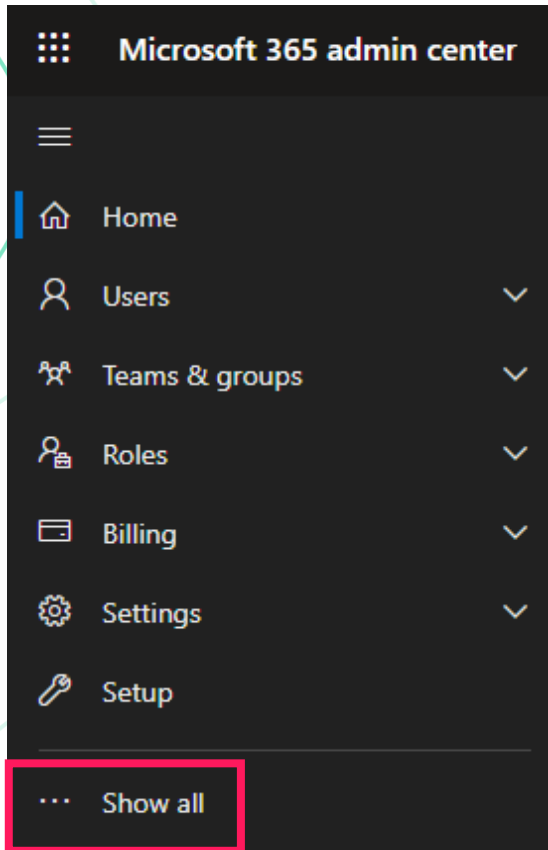 Microsoft 365 admin center
Home
Users
Teams & groups
Roles
Billing
Settings
Setup
... Show all